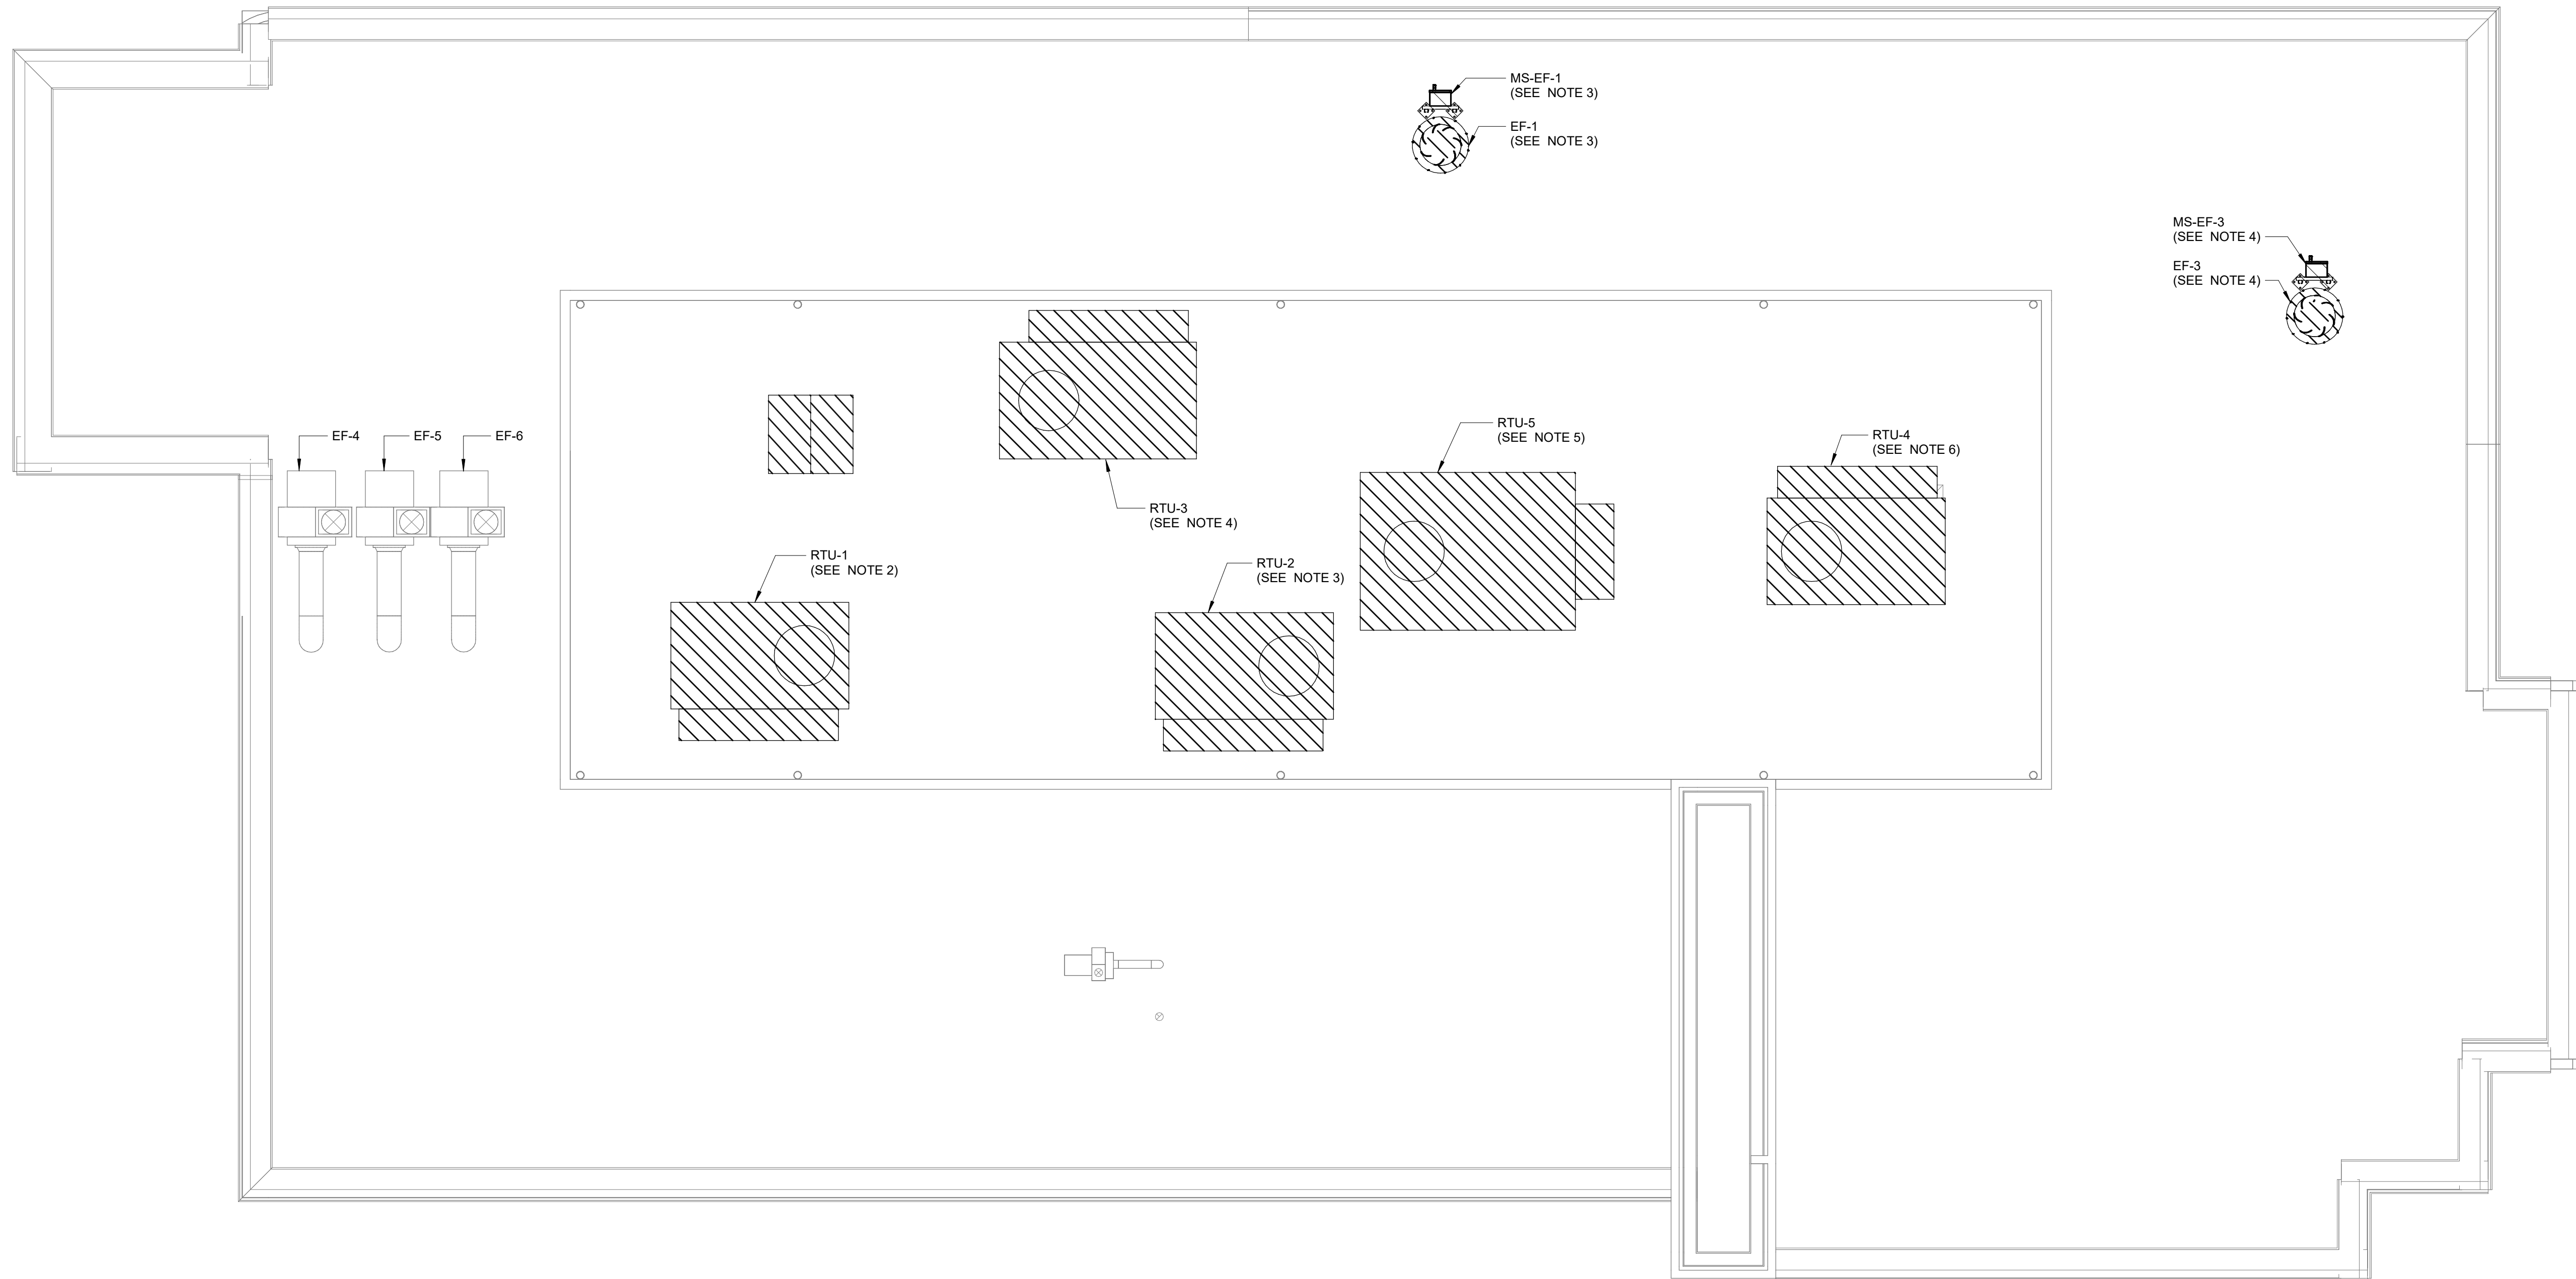 MS-EF-1
(SEE NOTE 3)
EF-1
(SEE NOTE 3)
MS-EF-3
(SEE NOTE 4)
EF-3
(SEE NOTE 4)
EF-4
EF-5
EF-6
RTU-5
(SEE NOTE 5)
RTU-4
(SEE NOTE 6)
RTU-3
(SEE NOTE 4)
RTU-1
(SEE NOTE 2)
RTU-2
(SEE NOTE 3)